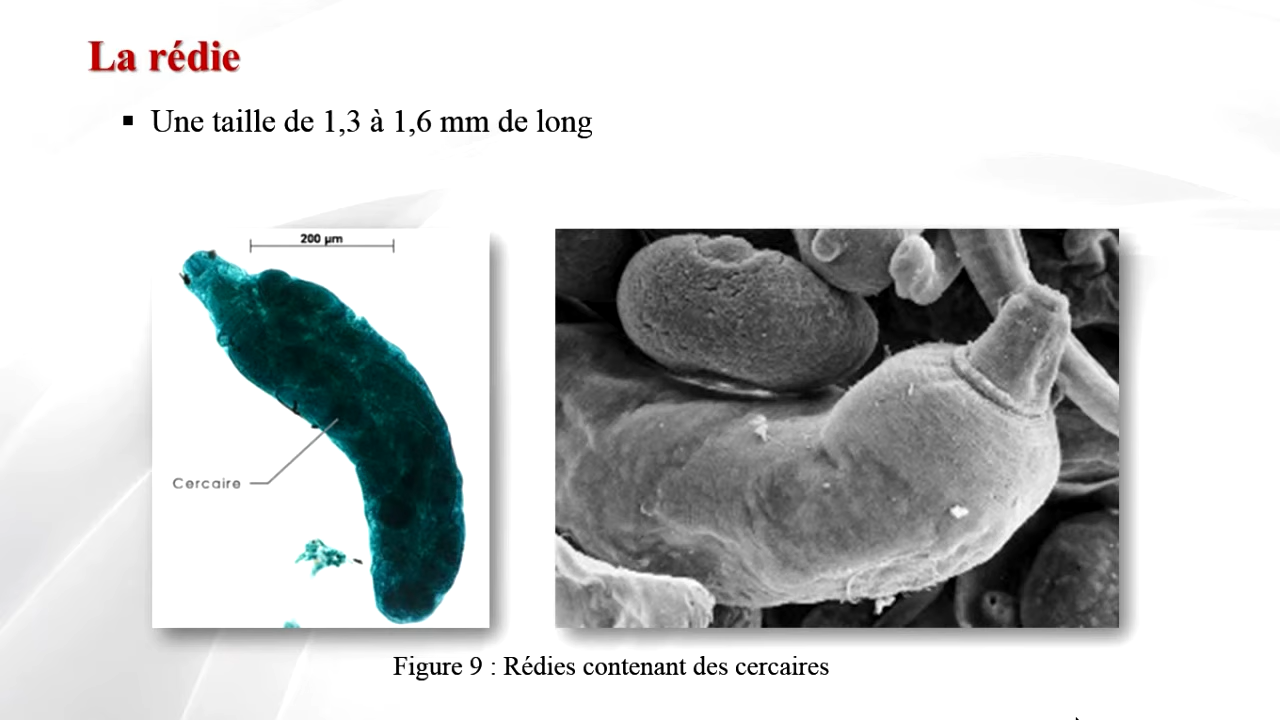 La rédie
▪ Une taille de 1,3 à 1,6 mm de long
200 µm
Cercaire
Figure 9 : Rédies contenant des cercaires